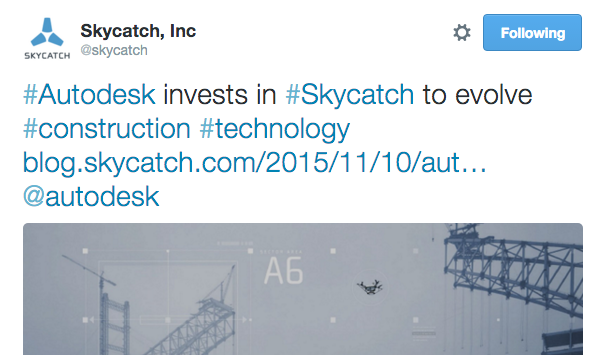 Skycatch, Inc
@skycatch
SKYCATCH
Following
#Autodesk invests in #Skycatch to evolve
#construction #technology
blog.skycatch.com/2015/11/10/aut…
@autodesk
A6